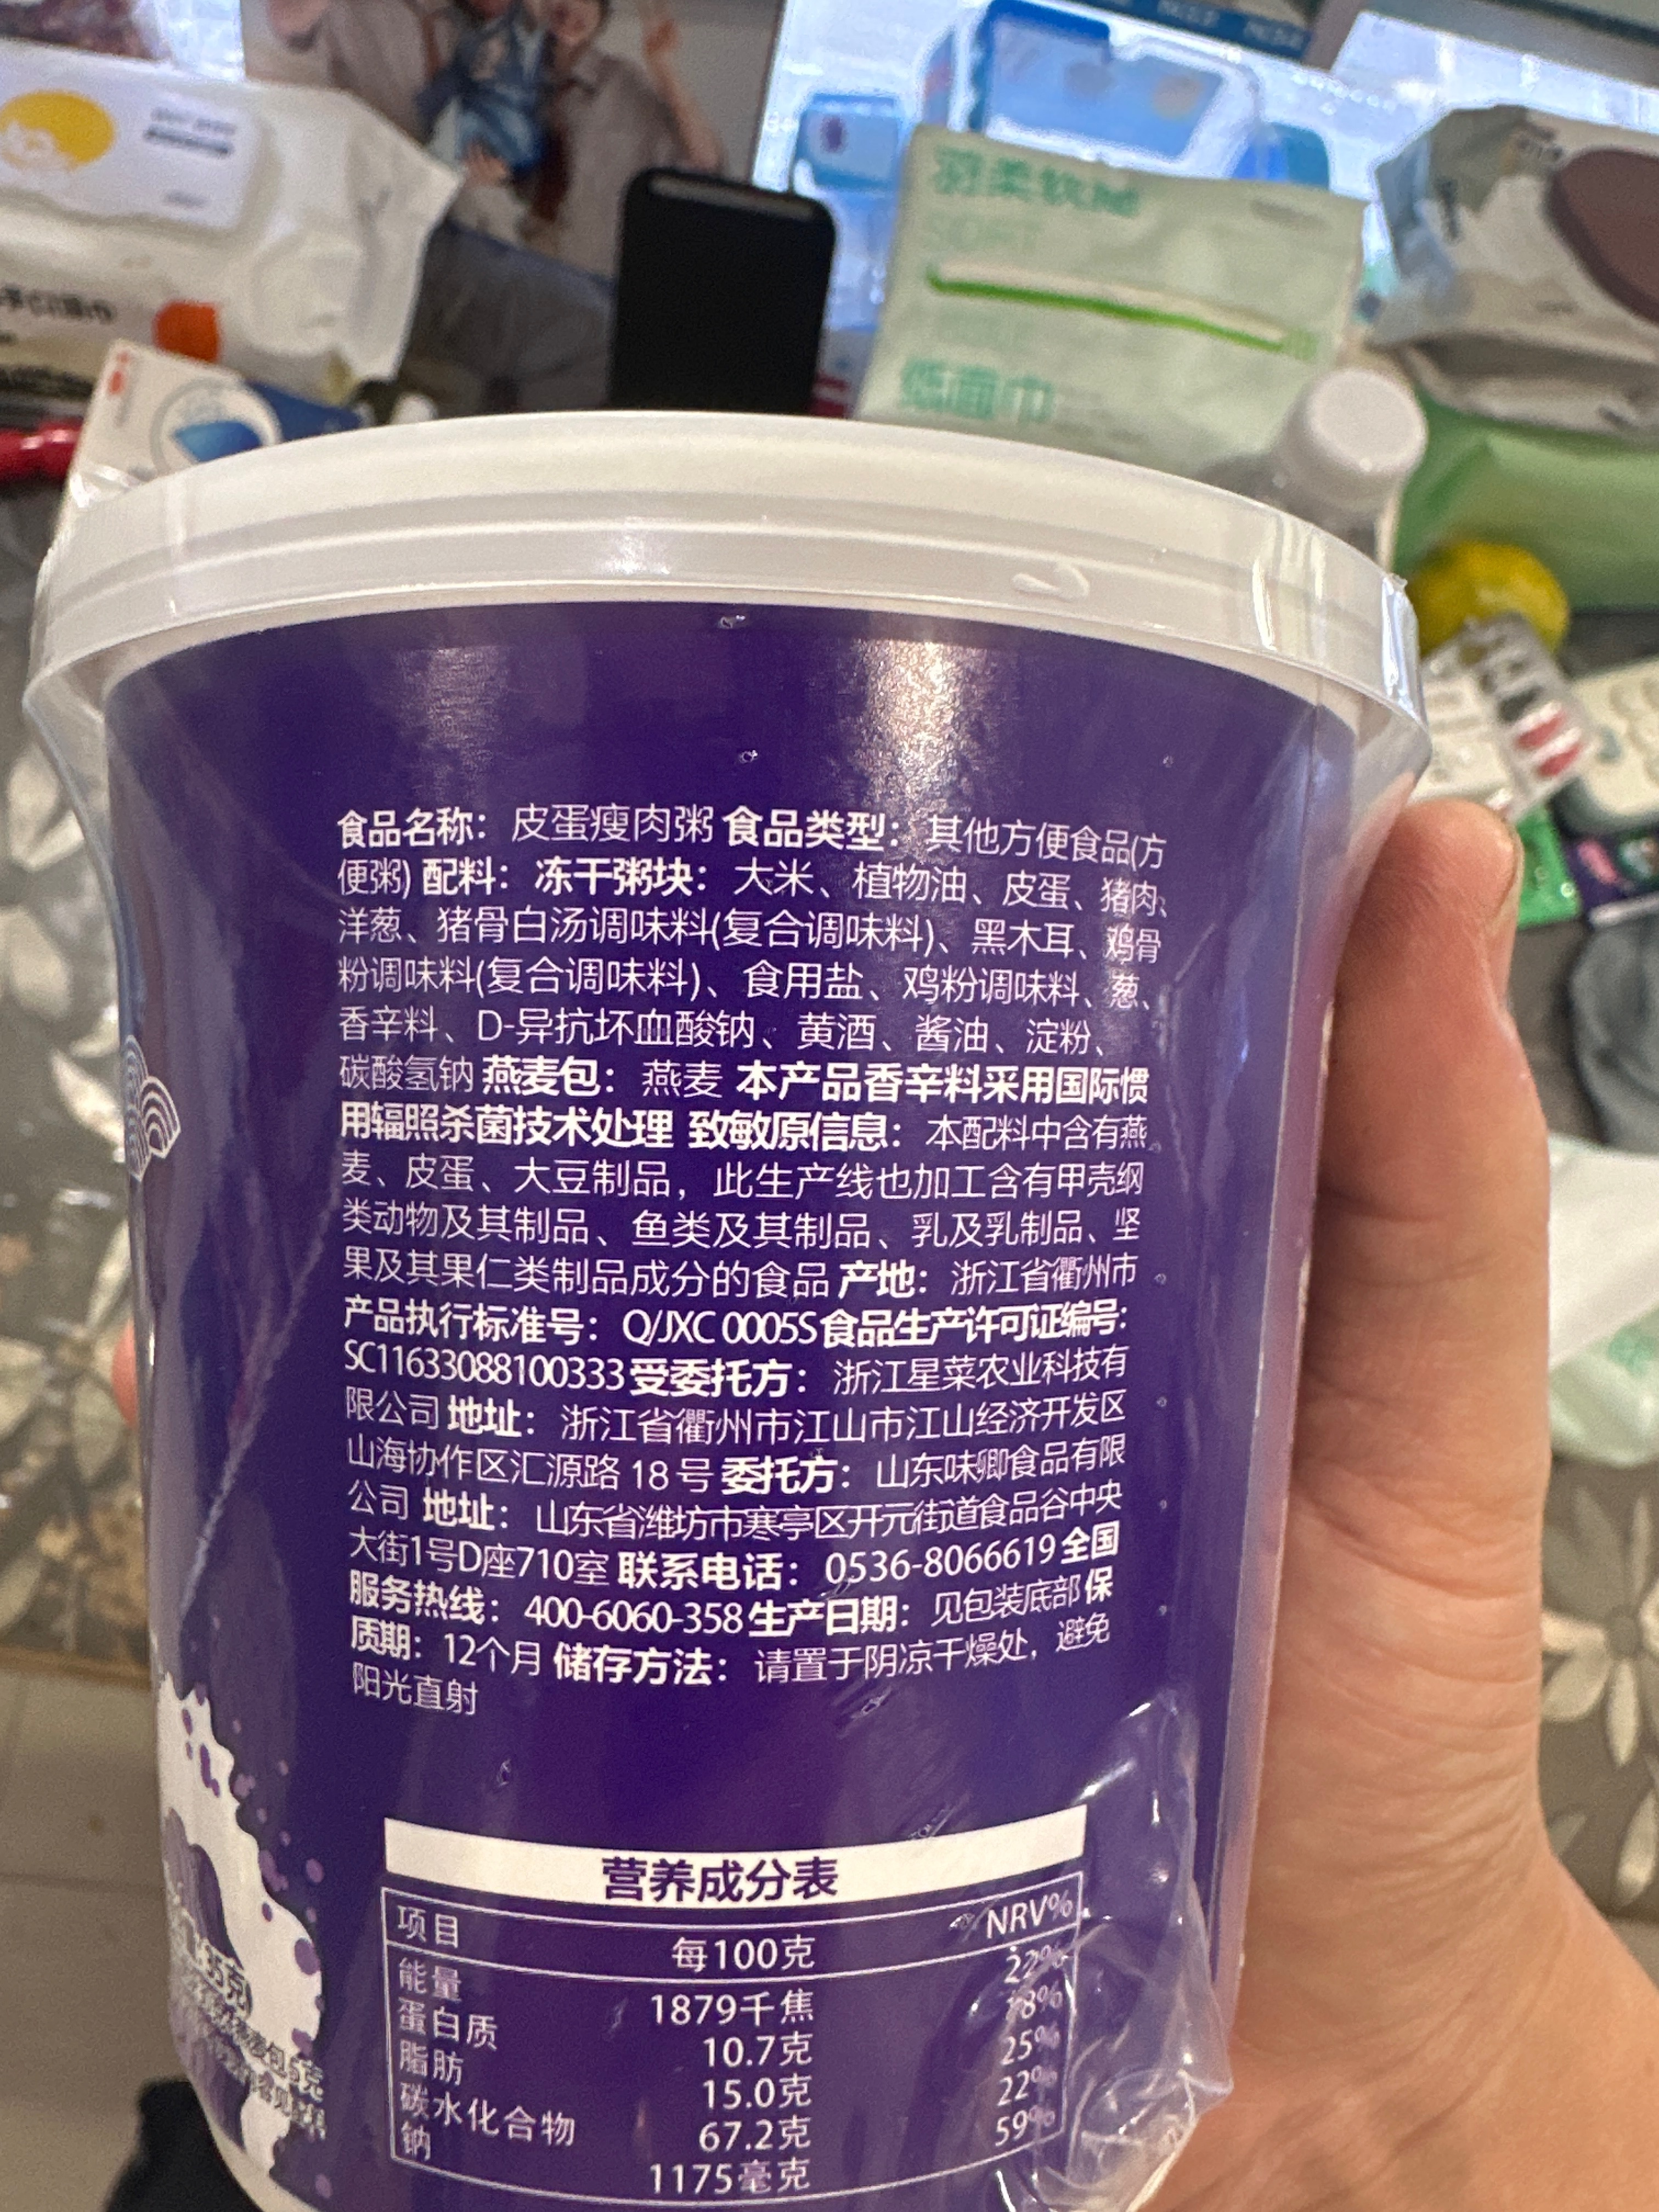 羽柔软减
SOFT
纸面巾
食品名称：皮蛋瘦肉粥 食品类型：其他方便食品(方
便粥) 配料：冻干粥块：大米、植物油、皮蛋、猪肉、
洋葱、猪骨白汤调味料(复合调味料)、黑木耳、鸡骨
粉调味料(复合调味料)、食用盐、鸡粉调味料、葱、
香辛料、D-异抗坏血酸钠、黄酒、酱油、淀粉、
碳酸氢钠 燕麦包：燕麦 本产品香辛料采用国际惯
用辐照杀菌技术处理 致敏原信息：本配料中含有燕
麦、皮蛋、大豆制品，此生产线也加工含有甲壳纲
类动物及其制品、鱼类及其制品、乳及乳制品、坚
果及其果仁类制品成分的食品 产地：浙江省衢州市
产品执行标准号：Q/JXC 0005S 食品生产许可证编号:
SC11633088100333 受委托方：浙江星菜农业科技有
限公司 地址：浙江省衢州市江山市江山经济开发区
山海协作区汇源路 18 号 委托方：山东味卿食品有限
公司 地址：山东省潍坊市寒亭区开元街道食品谷中央
大街1号D座710室 联系电话：0536-8066619 全国
服务热线：400-6060-358 生产日期：见包装底部 保
质期：12个月 储存方法：请置于阴凉干燥处，避免
阳光直射
营养成分表
项目 每100克 NRV%
能量 1879千焦 22%
蛋白质 10.7克 18%
脂肪 15.0克 25%
碳水化合物 67.2克 22%
钠 1175毫克 59%